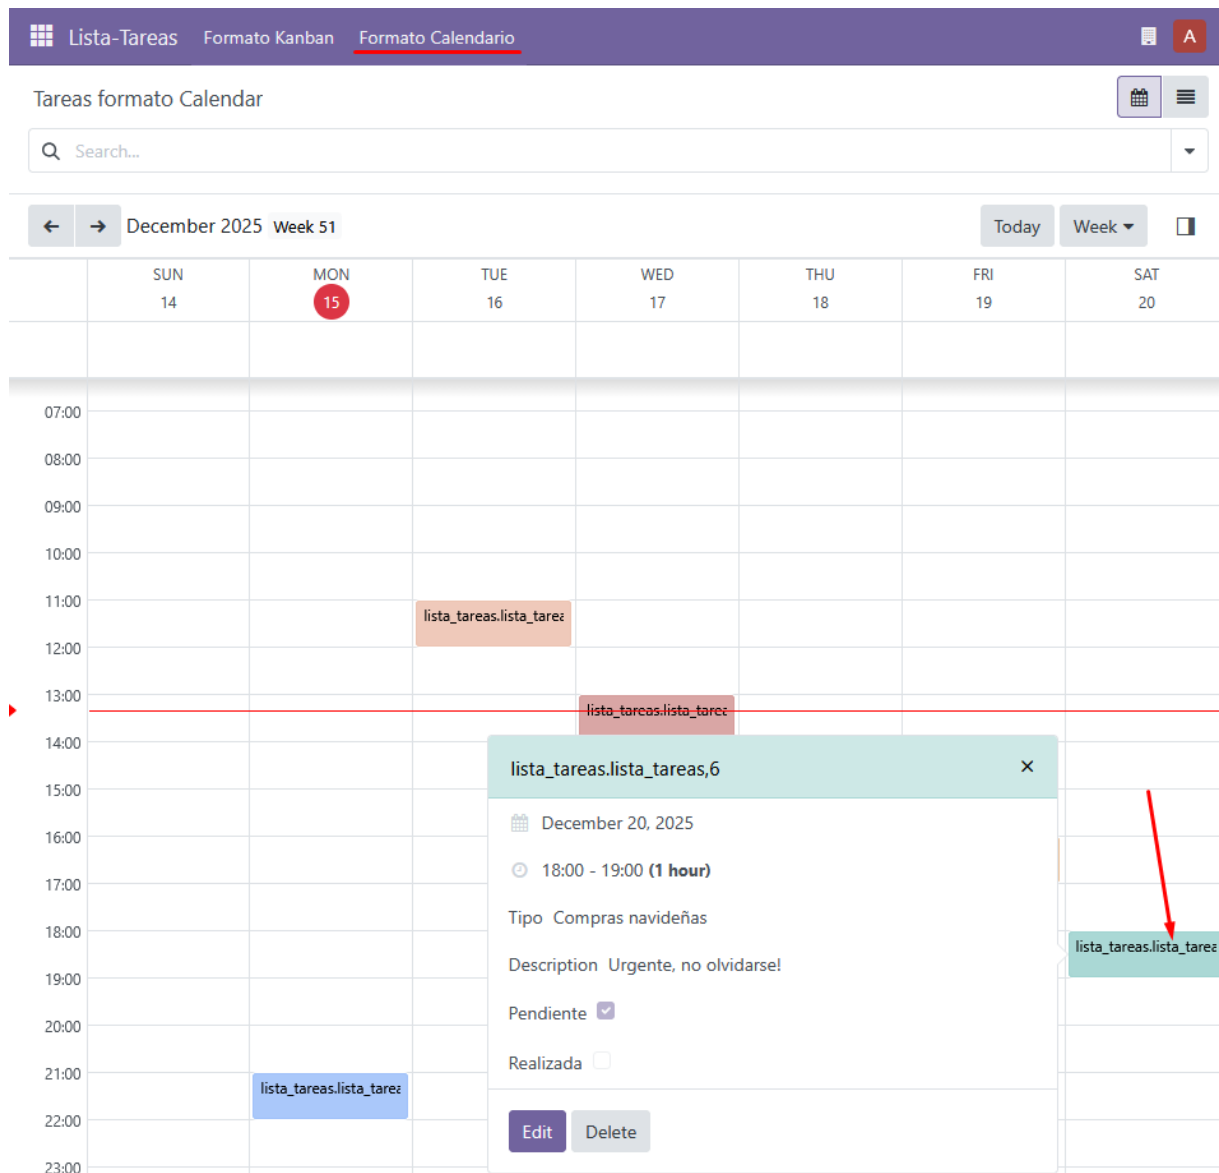 Lista-Tareas Formato Kanban Formato Calendario A
Tareas formato Calendar
Search...
December 2025 Week 51 Today Week
SUN MON TUE WED THU FRI SAT
14 15 16 17 18 19 20
07:00
08:00
09:00
10:00
11:00
lista_tareas.lista_tarea
12:00
13:00
lista_tareas.lista_tarea
14:00
lista_tareas.lista_tareas,6
15:00
December 20, 2025
16:00
18:00 - 19:00 (1 hour)
17:00
Tipo Compras navideñas
18:00
lista_tareas.lista_tarea
Description Urgente, no olvidarse!
19:00
Pendiente
20:00
Realizada
21:00
lista_tareas.lista_tarea
22:00
Edit Delete
23:00